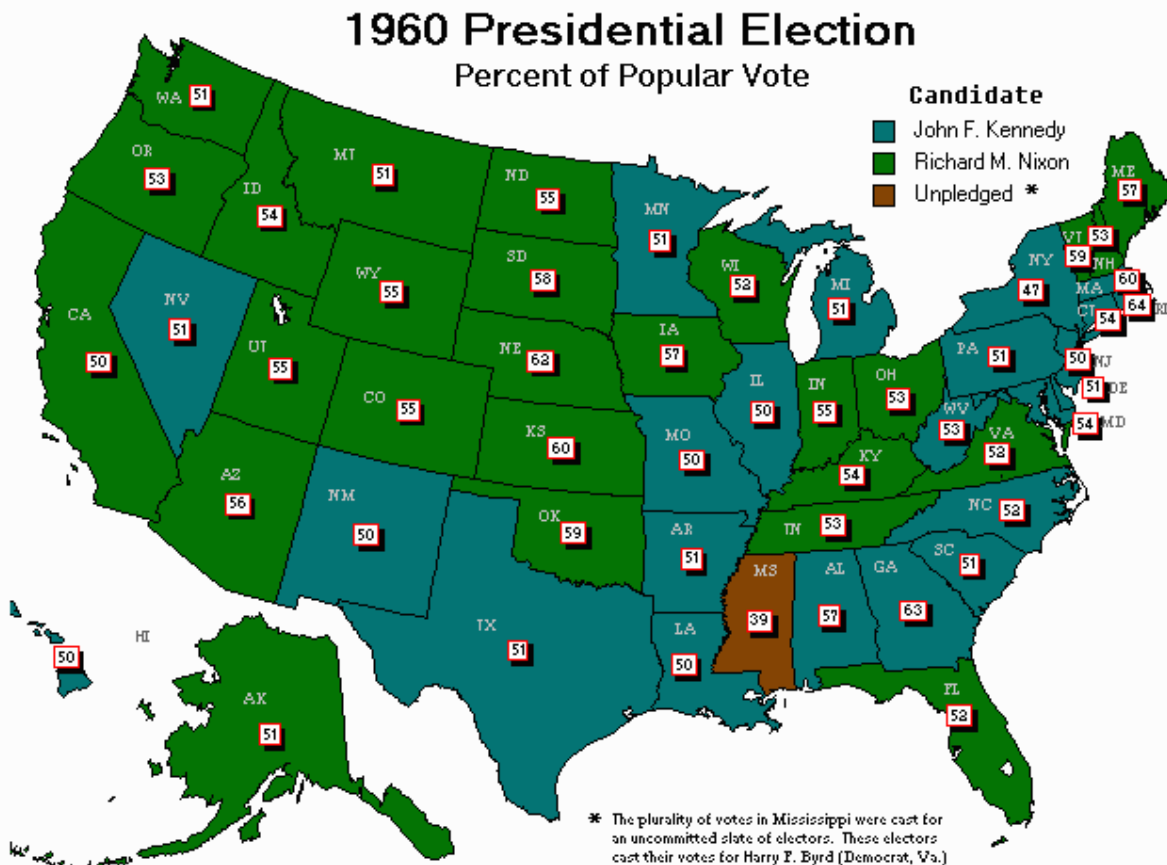 1960 Presidential Election
Percent of Popular Vote
Candidate
John F. Kennedy
Richard M. Nixon
Unpledged *
WA 51
OR 53
ID 54
MT 51
ND 55
MN 51
SD 58
WY 55
WI 52
MI 51
ME 57
VT 59
NH 53
NY 47
MA 60
RI 64
CT 54
CA 50
NV 51
UT 55
CO 55
NE 62
IA 57
IL 50
IN 55
OH 53
PA 51
NJ 50
DE 51
MD 54
WV 53
VA 52
KS 60
MO 50
KY 54
AZ 56
NM 50
OK 59
AR 51
TN 53
NC 52
SC 51
TX 51
LA 50
MS 39
AL 57
GA 63
HI 50
AK 51
FL 52
* The plurality of votes in Mississippi were cast for
an uncommitted slate of electors. These electors
cast their votes for Harry F. Byrd (Democrat, Va.)